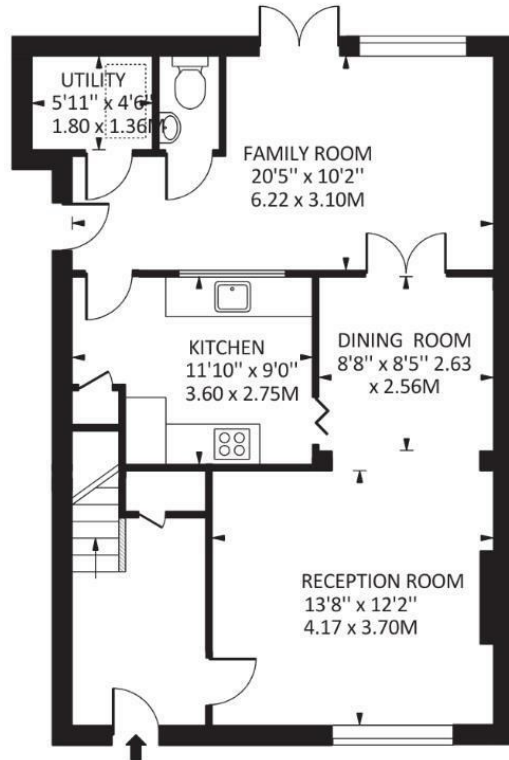 UTILITY
5'11" x 4'6"
1.80 x 1.36M
FAMILY ROOM
20'5" x 10'2"
6.22 x 3.10M
KITCHEN
11'10" x 9'0"
3.60 x 2.75M
DINING ROOM
8'8" x 8'5" 2.63
x 2.56M
RECEPTION ROOM
13'8" x 12'2"
4.17 x 3.70M